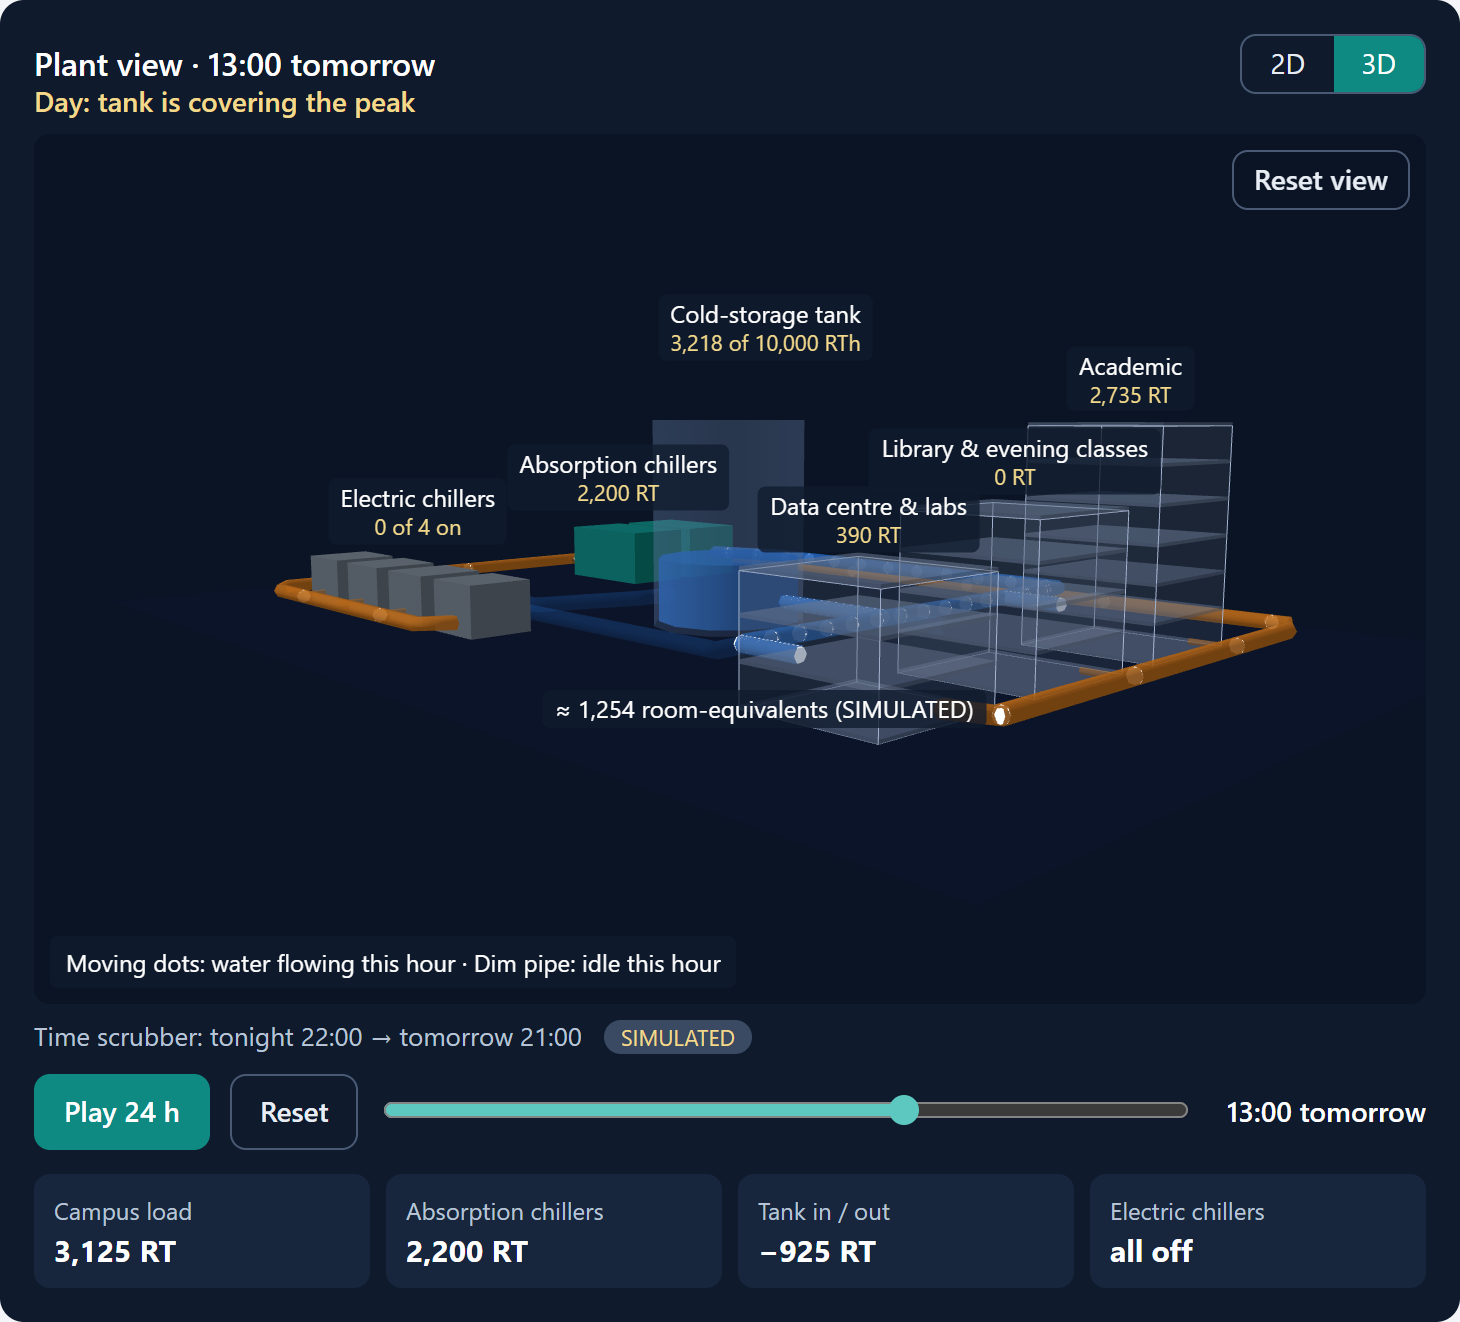 Plant view · 13:00 tomorrow
Day: tank is covering the peak
2D
3D
Reset view
Cold-storage tank
3,218 of 10,000 RTh
Academic
2,735 RT
Library & evening classes
0 RT
Absorption chillers
2,200 RT
Electric chillers
0 of 4 on
Data centre & labs
390 RT
≈ 1,254 room-equivalents (SIMULATED)
Moving dots: water flowing this hour · Dim pipe: idle this hour
Time scrubber: tonight 22:00 → tomorrow 21:00
SIMULATED
Play 24 h
Reset
13:00 tomorrow
Campus load
3,125 RT
Absorption chillers
2,200 RT
Tank in / out
−925 RT
Electric chillers
all off